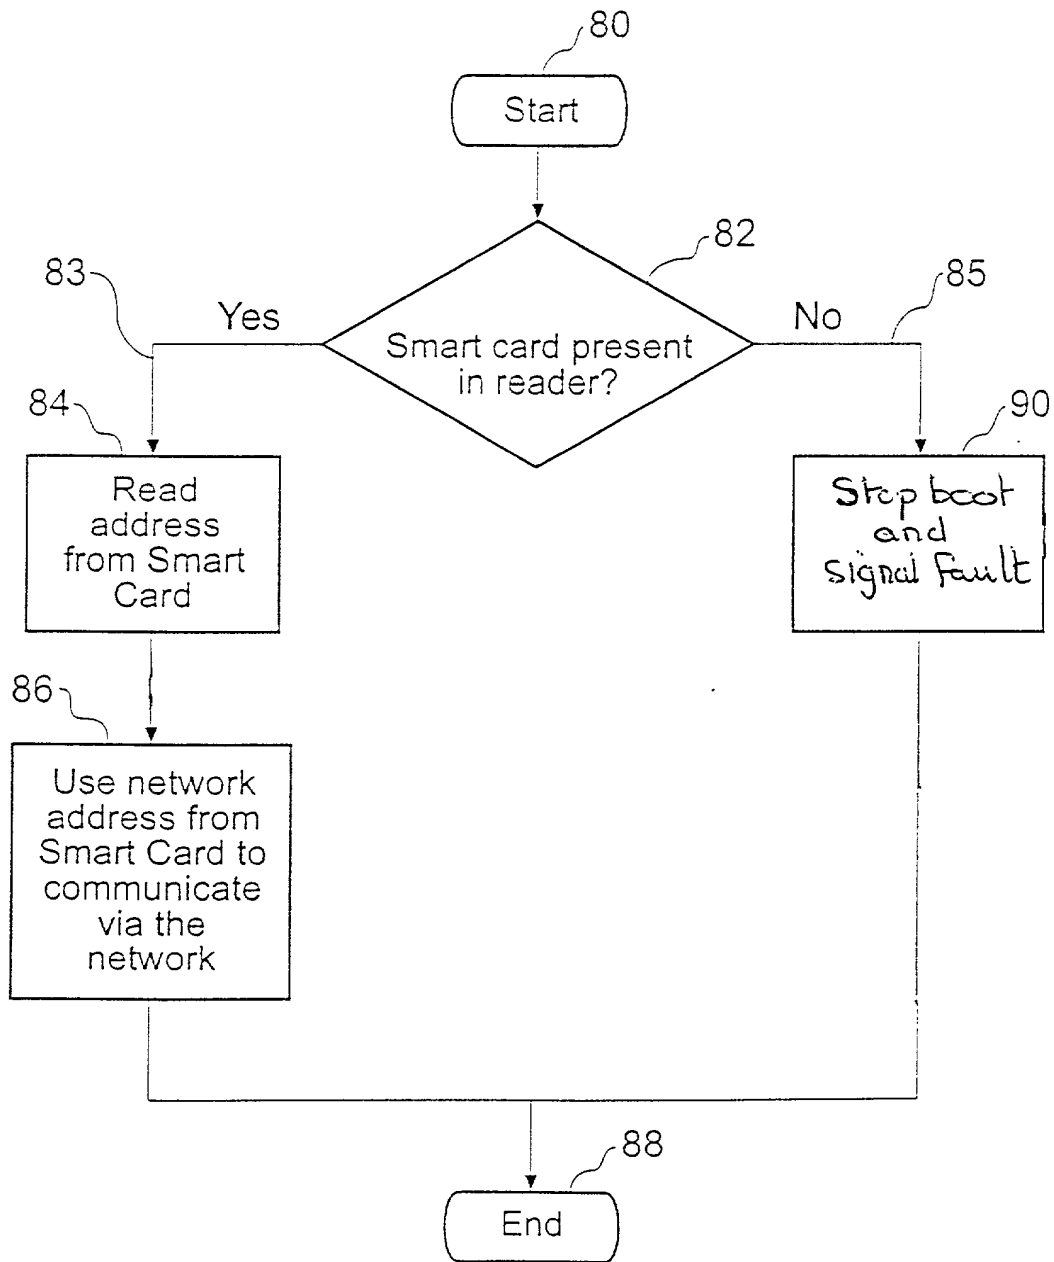 80
Start
82
83
85
Yes
No
Smart card present
in reader?
84
90
Read
address
from Smart
Card
Stop boot
and
signal fault
86
Use network
address from
Smart Card to
communicate
via the
network
88
End